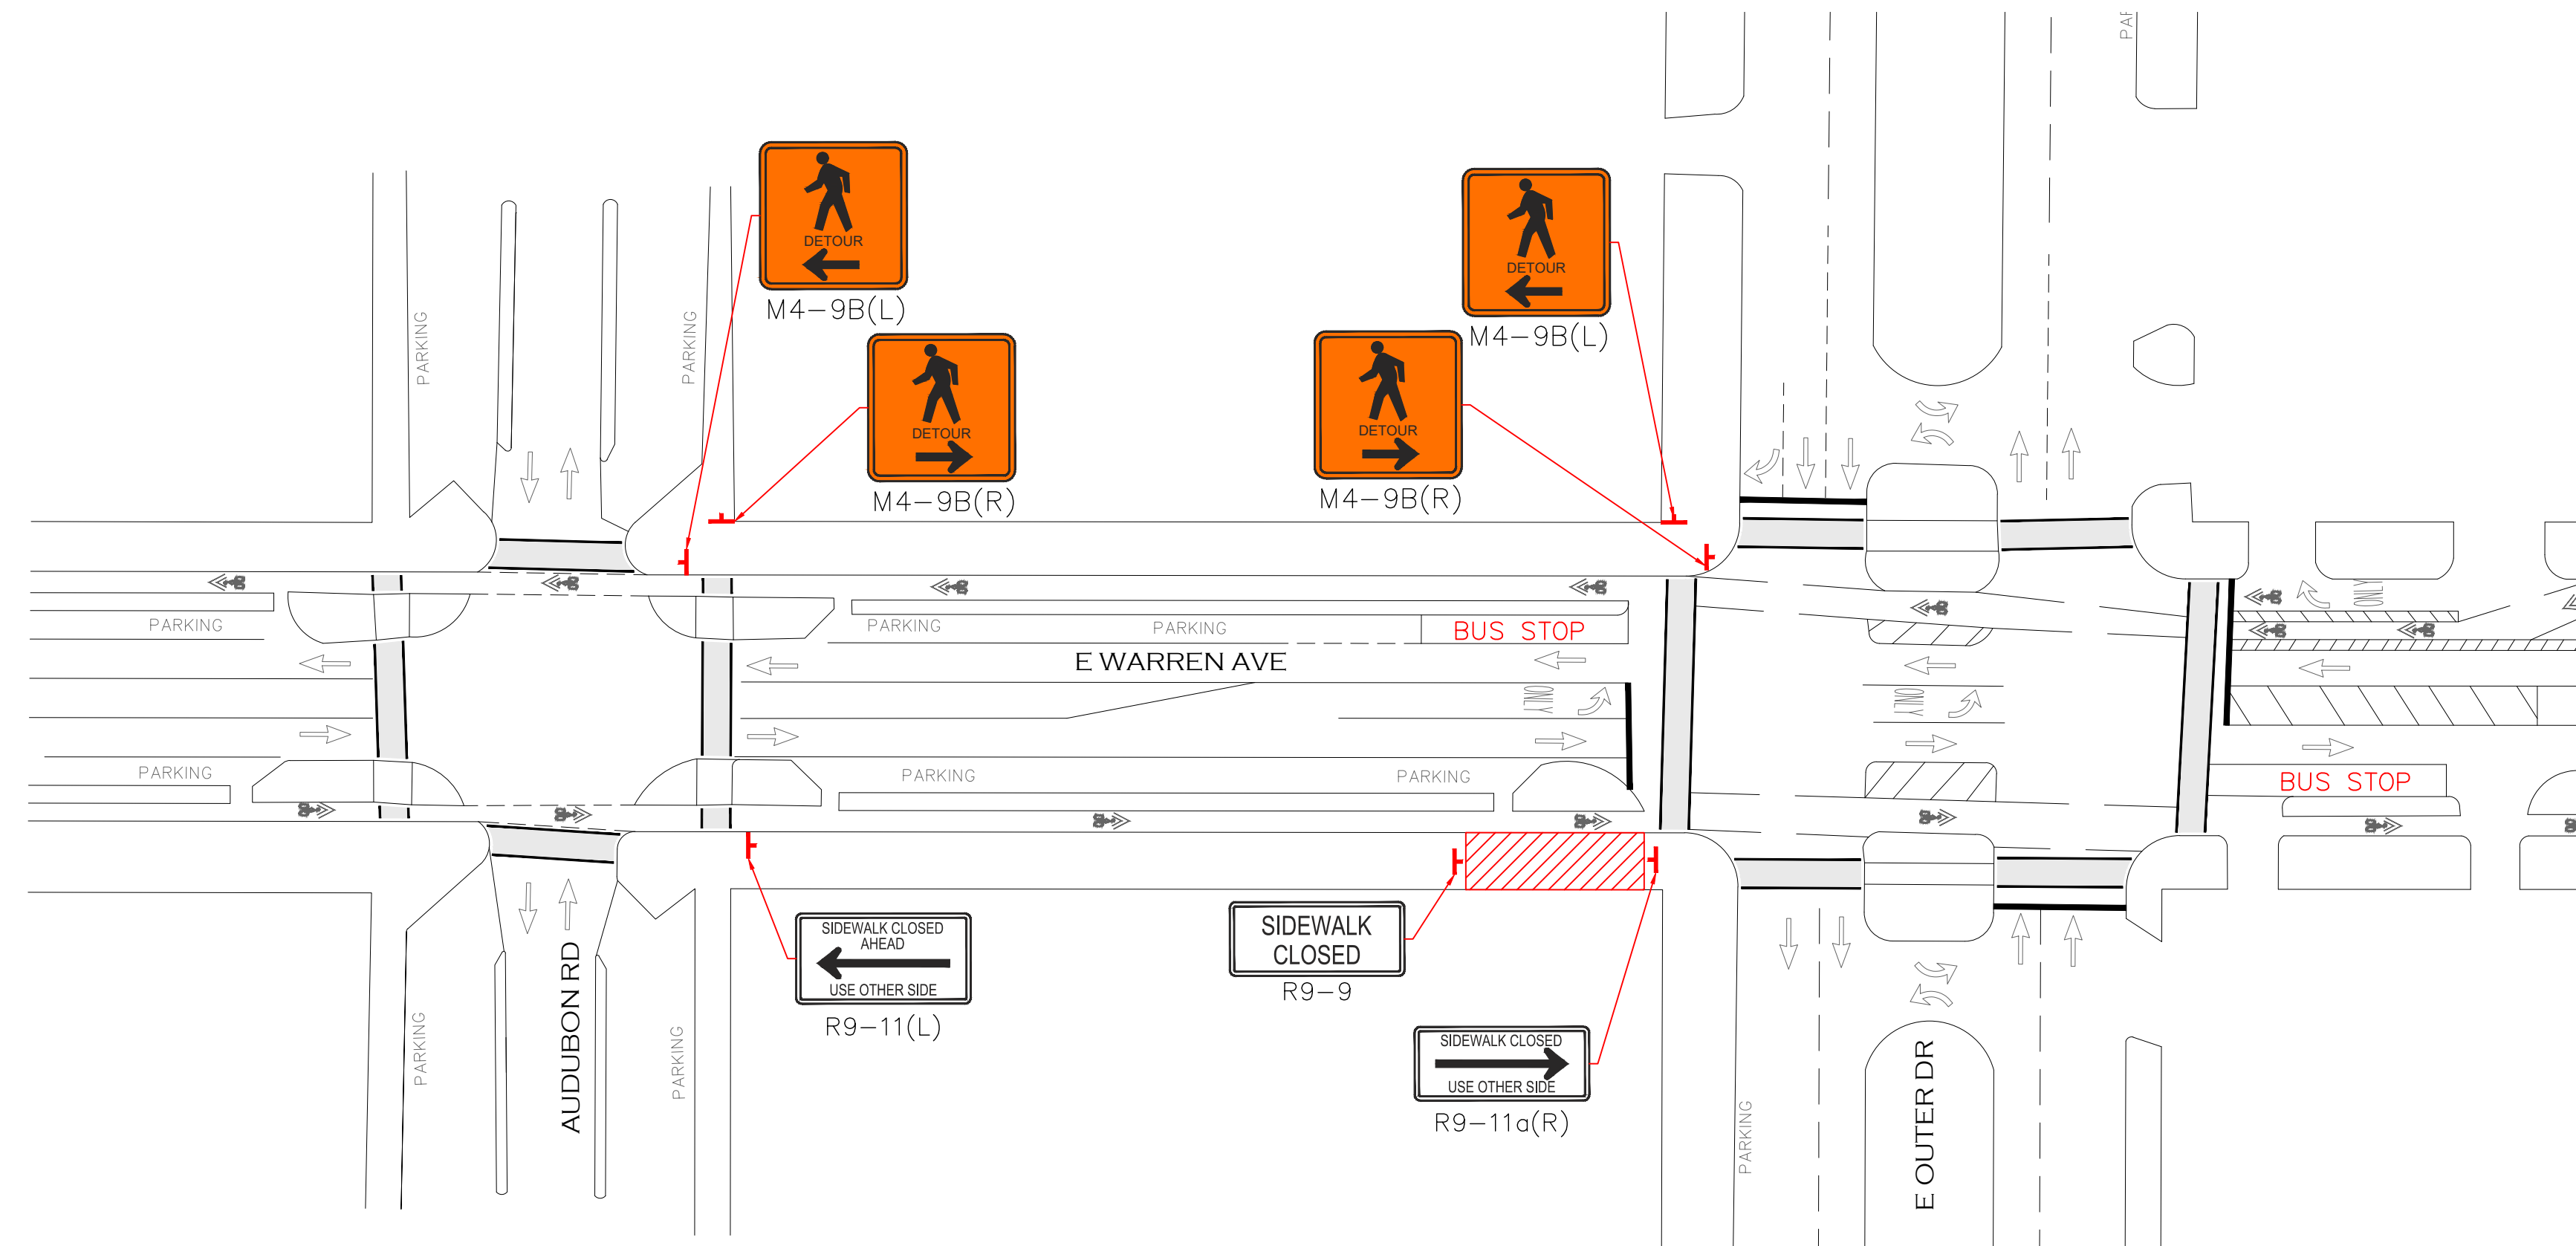 PAR
DETOUR
M4-9B(L)
DETOUR
M4-9B(L)
DETOUR
M4-9B(R)
DETOUR
M4-9B(R)
PARKING
PARKING
ONLY
PARKING
PARKING
PARKING
BUS STOP
E WARREN AVE
ONLY
ONLY
PARKING
PARKING
PARKING
BUS STOP
SIDEWALK CLOSED
AHEAD
USE OTHER SIDE
R9-11(L)
SIDEWALK
CLOSED
R9-9
SIDEWALK CLOSED
USE OTHER SIDE
R9-11a(R)
AUDUBON RD
PARKING
PARKING
PARKING
E OUTER DR